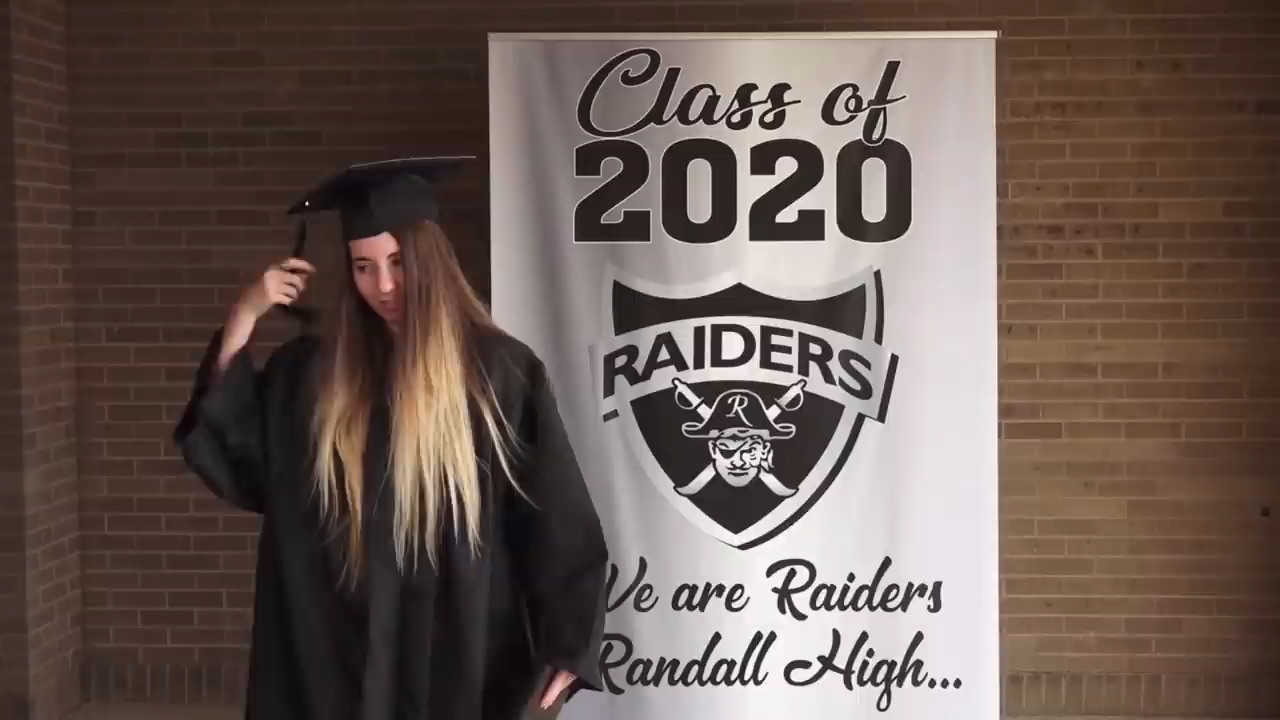 Class of
2020
RAIDERS
R
We are Raiders
Randall High...